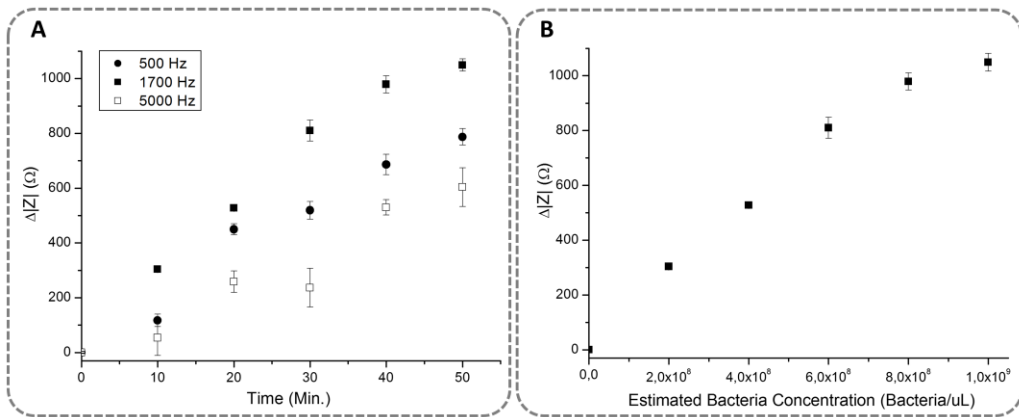 A
500 Hz
1700 Hz
5000 Hz
1000
800
600
400
200
0
Δ|Z| (Ω)
0 10 20 30 40 50
Time (Min.)
B
1000
800
600
400
200
0
Δ|Z| (Ω)
0,0 2,0x10⁸ 4,0x10⁸ 6,0x10⁸ 8,0x10⁸ 1,0x10⁹
Estimated Bacteria Concentration (Bacteria/uL)